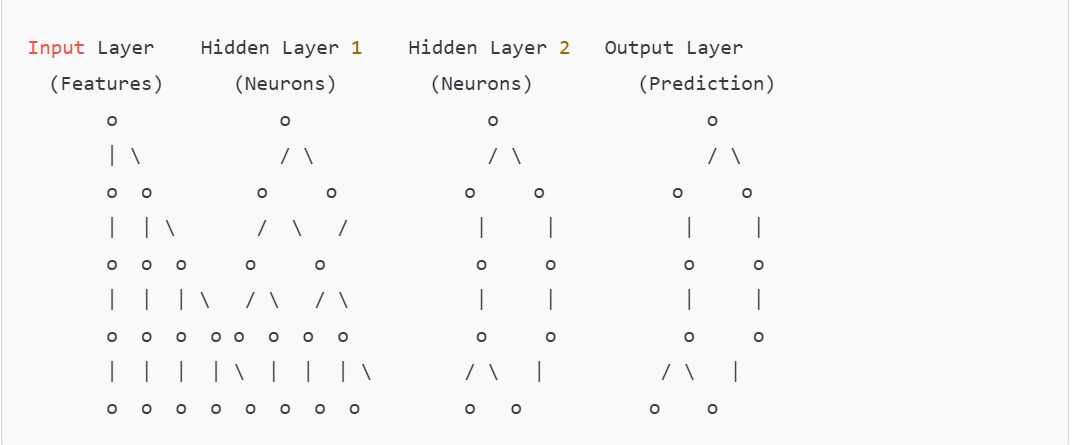 Input Layer    Hidden Layer 1    Hidden Layer 2   Output Layer
  (Features)      (Neurons)        (Neurons)         (Prediction)
       o              o                 o                  o
       | \            / \               / \                / \
       o  o         o     o           o     o           o     o
       |  | \       /  \   /           |     |           |     |
       o  o  o     o     o             o     o           o     o
       |  |  | \   / \   / \           |     |           |     |
       o  o  o  o o  o  o  o           o     o           o     o
       |  |  |  | \  |  |  | \        / \   |          / \   |
       o  o  o  o  o  o  o  o         o   o           o    o